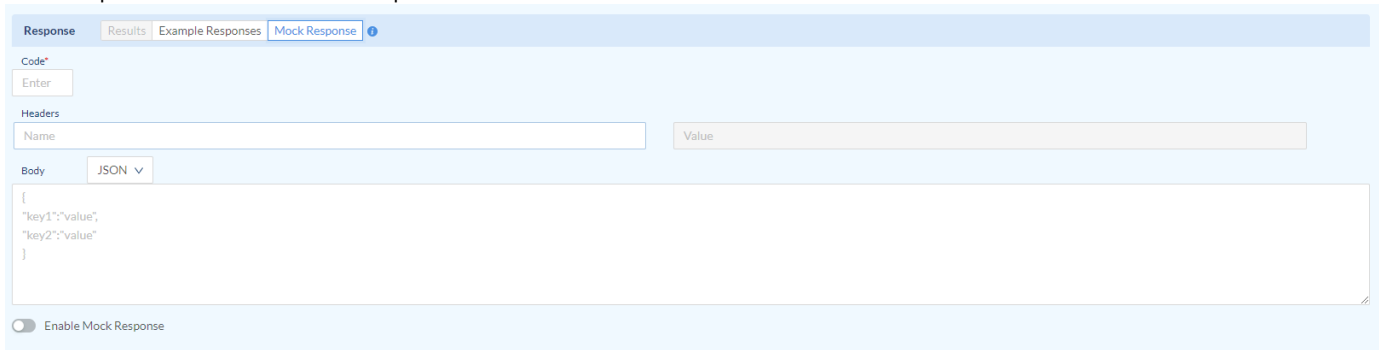 Response Results Example Responses Mock Response i
Code*
Enter
Headers
Name Value
Body JSON
{
"key1":"value",
"key2":"value"
}
Enable Mock Response